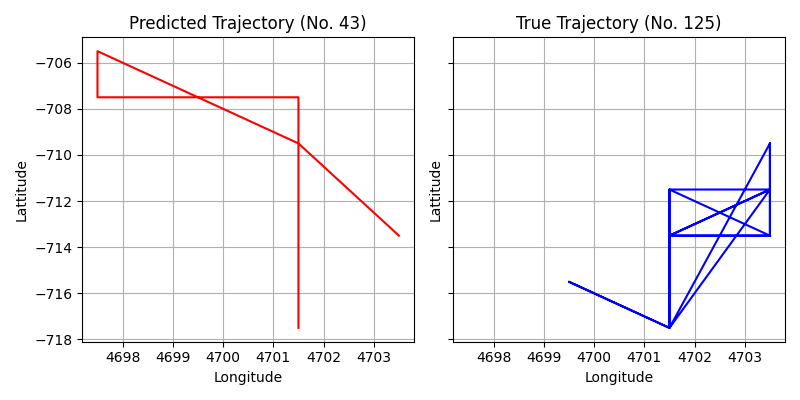 Predicted Trajectory (No. 43)
True Trajectory (No. 125)
−706
−708
−710
−712
−714
−716
−718
Lattitude
Lattitude
4698 4699 4700 4701 4702 4703
4698 4699 4700 4701 4702 4703
Longitude
Longitude